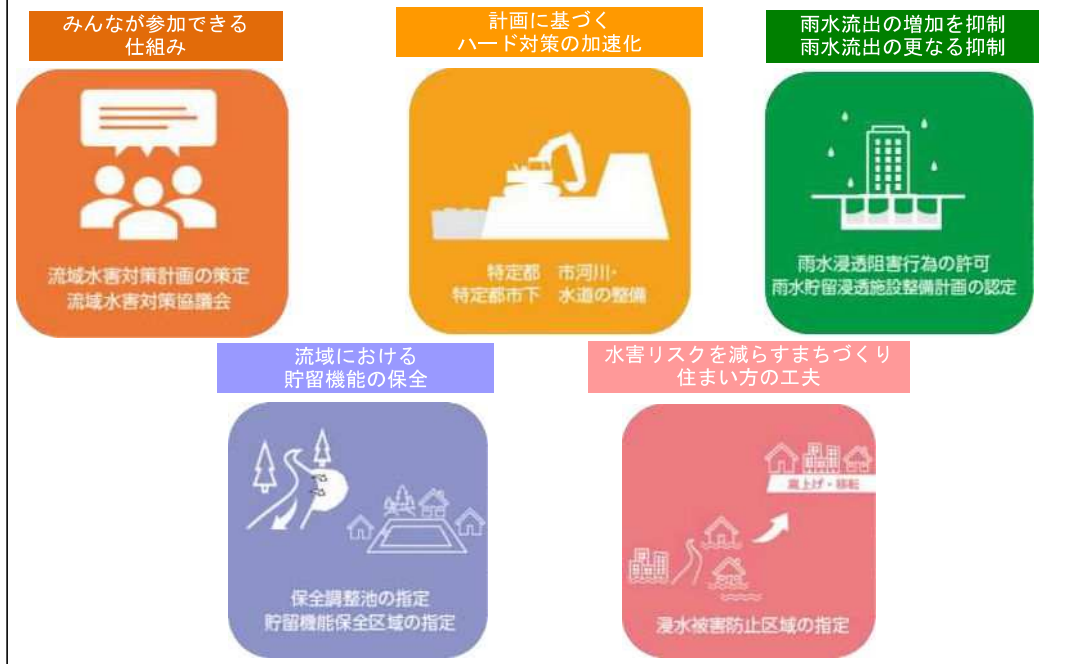 みんなが参加できる
仕組み
流域水害対策計画の策定
流域水害対策協議会
計画に基づく
ハード対策の加速化
特定都　市河川・
特定都市下　水道の整備
雨水流出の増加を抑制
雨水流出の更なる抑制
雨水浸透阻害行為の許可
雨水貯留浸透施設整備計画の認定
流域における
貯留機能の保全
保全調整池の指定
貯留機能保全区域の指定
水害リスクを減らすまちづくり
住まい方の工夫
嵩上げ・移転
浸水被害防止区域の指定